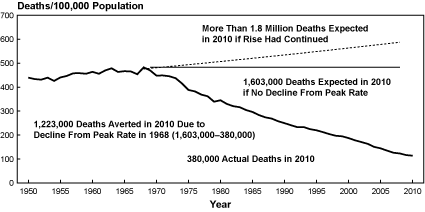 Deaths/100,000 Population
700
600
500
400
300
200
100
0
More Than 1.8 Million Deaths Expected
in 2010 if Rise Had Continued
1,603,000 Deaths Expected in 2010
if No Decline From Peak Rate
1,223,000 Deaths Averted in 2010 Due to
Decline From Peak Rate in 1968 (1,603,000–380,000)
380,000 Actual Deaths in 2010
1950 1955 1960 1965 1970 1975 1980 1985 1990 1995 2000 2005 2010
Year